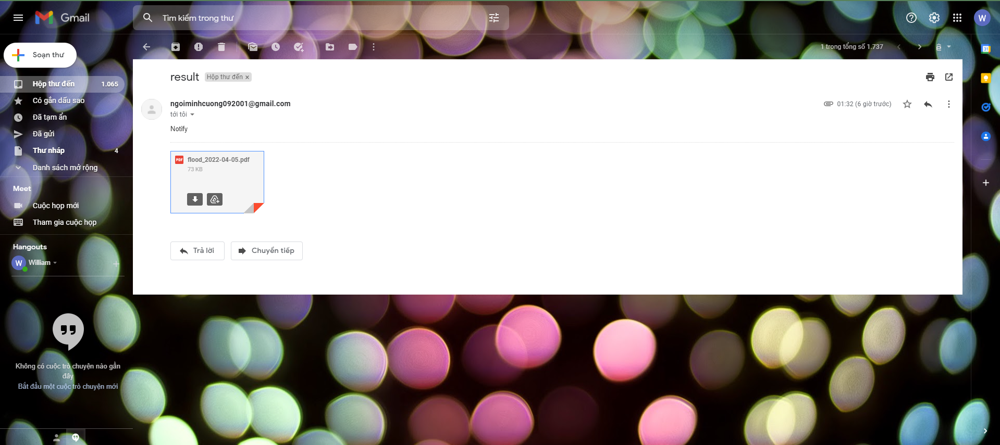 Gmail
Tìm kiếm trong thư
W
Soạn thư
1 trong tổng số 1.737
31
Hộp thư đến 1.065
Có gắn dấu sao
Đã tạm ẩn
Đã gửi
Thư nháp 4
Danh sách mở rộng
Meet
Cuộc họp mới
Tham gia cuộc họp
Hangouts
W William
Không có cuộc trò chuyện nào gần
đây
Bắt đầu một cuộc trò chuyện mới
result Hộp thư đến
ngoiminhcuong092001@gmail.com
01:32 (6 giờ trước)
tới tôi
Notify
PDF flood_2022-04-05.pdf
73 KB
Trả lời
Chuyển tiếp